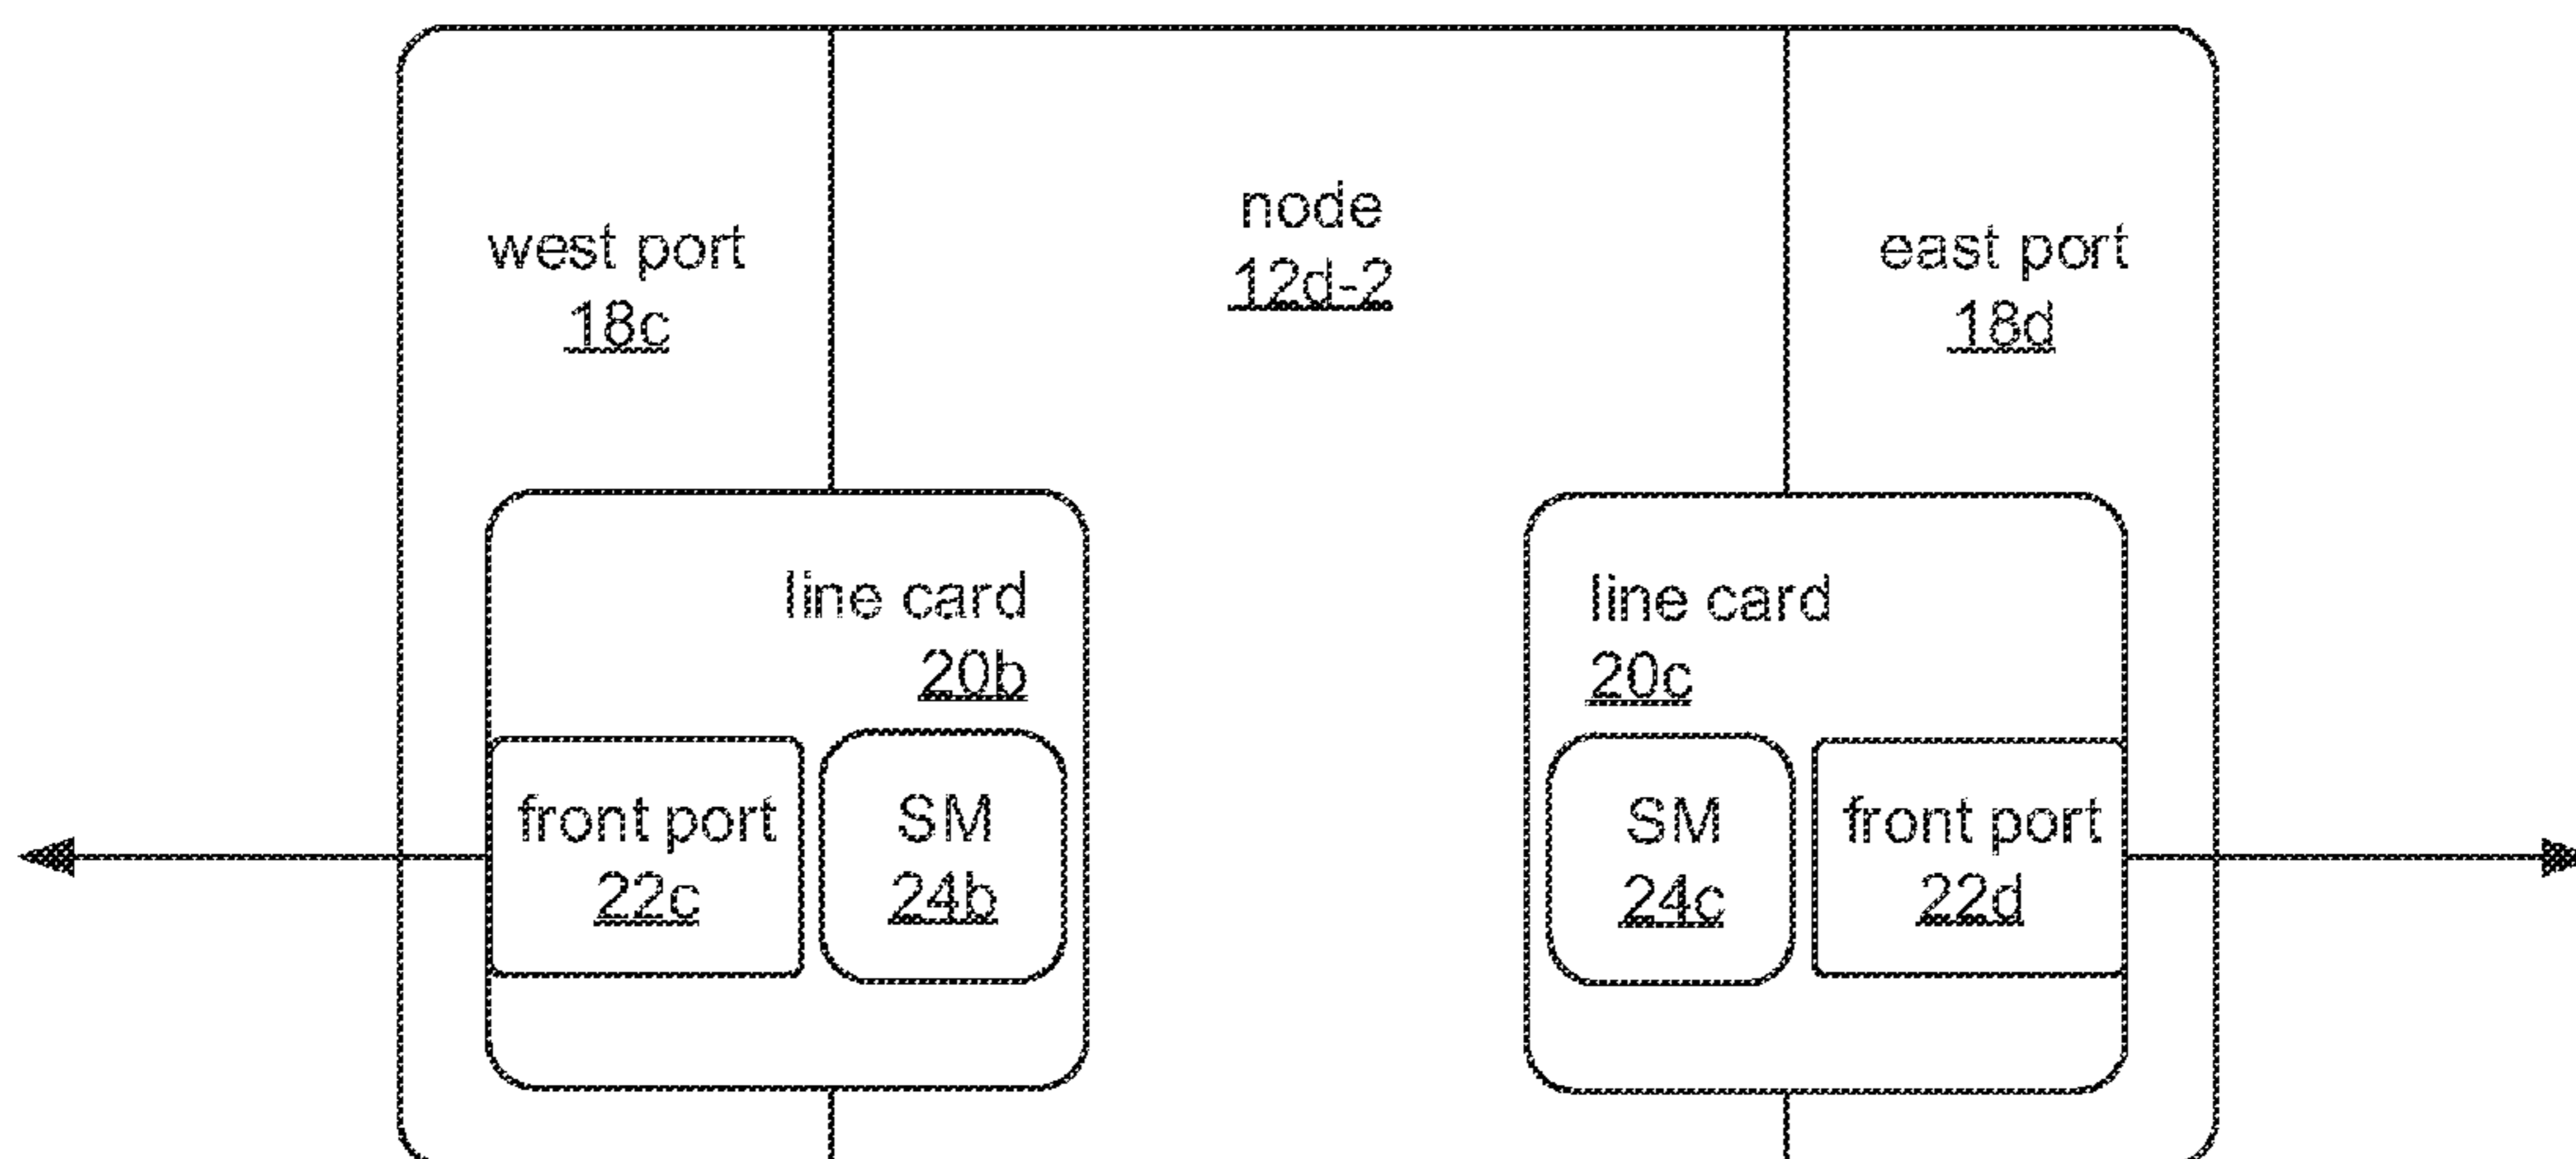 node
12d-2
west port
18c
east port
18d
line card
20b
front port
22c
SM
24b
line card
20c
SM
24c
front port
22d